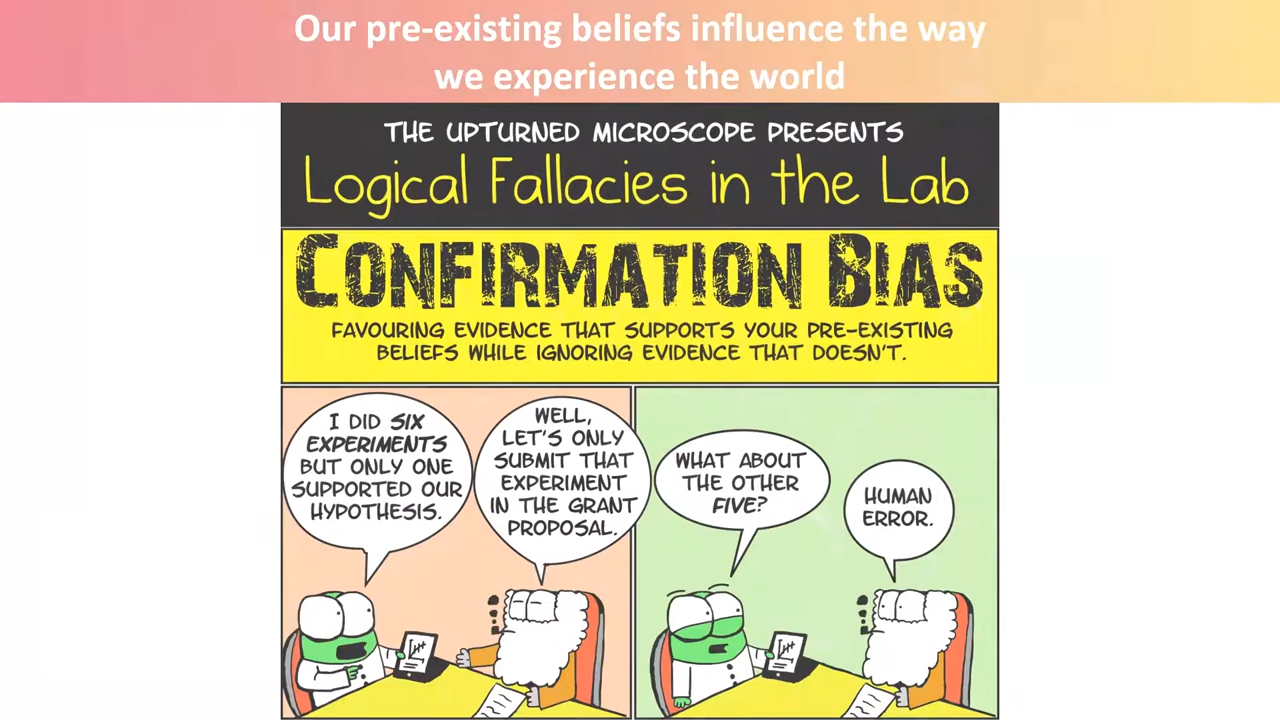 Our pre-existing beliefs influence the way
we experience the world
THE UPTURNED MICROSCOPE PRESENTS
Logical Fallacies in the Lab
CONFIRMATION BIAS
FAVOURING EVIDENCE THAT SUPPORTS YOUR PRE-EXISTING
BELIEFS WHILE IGNORING EVIDENCE THAT DOESN'T.
I DID SIX
EXPERIMENTS
BUT ONLY ONE
SUPPORTED OUR
HYPOTHESIS.
WELL,
LET'S ONLY
SUBMIT THAT
EXPERIMENT
IN THE GRANT
PROPOSAL.
WHAT ABOUT
THE OTHER
FIVE?
HUMAN
ERROR.